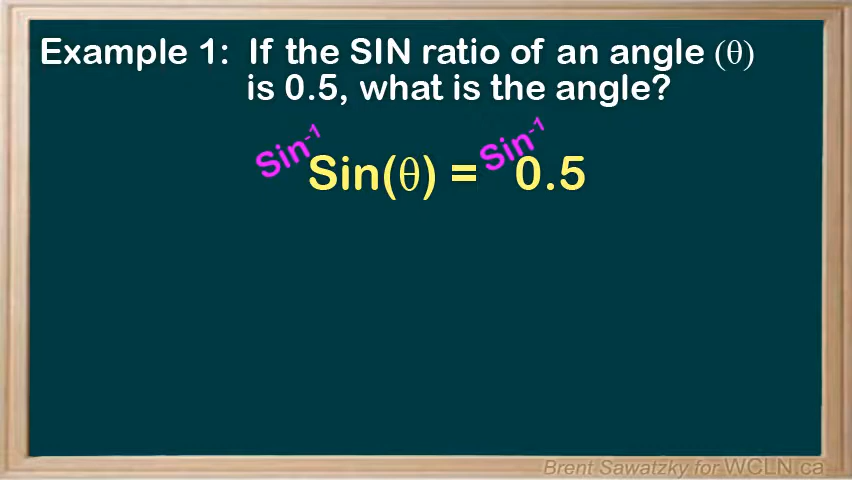 Example 1: If the SIN ratio of an angle (θ)
is 0.5, what is the angle?
Sin⁻¹ Sin(θ) = Sin⁻¹ 0.5
Brent Sawatzky for WCLN.ca